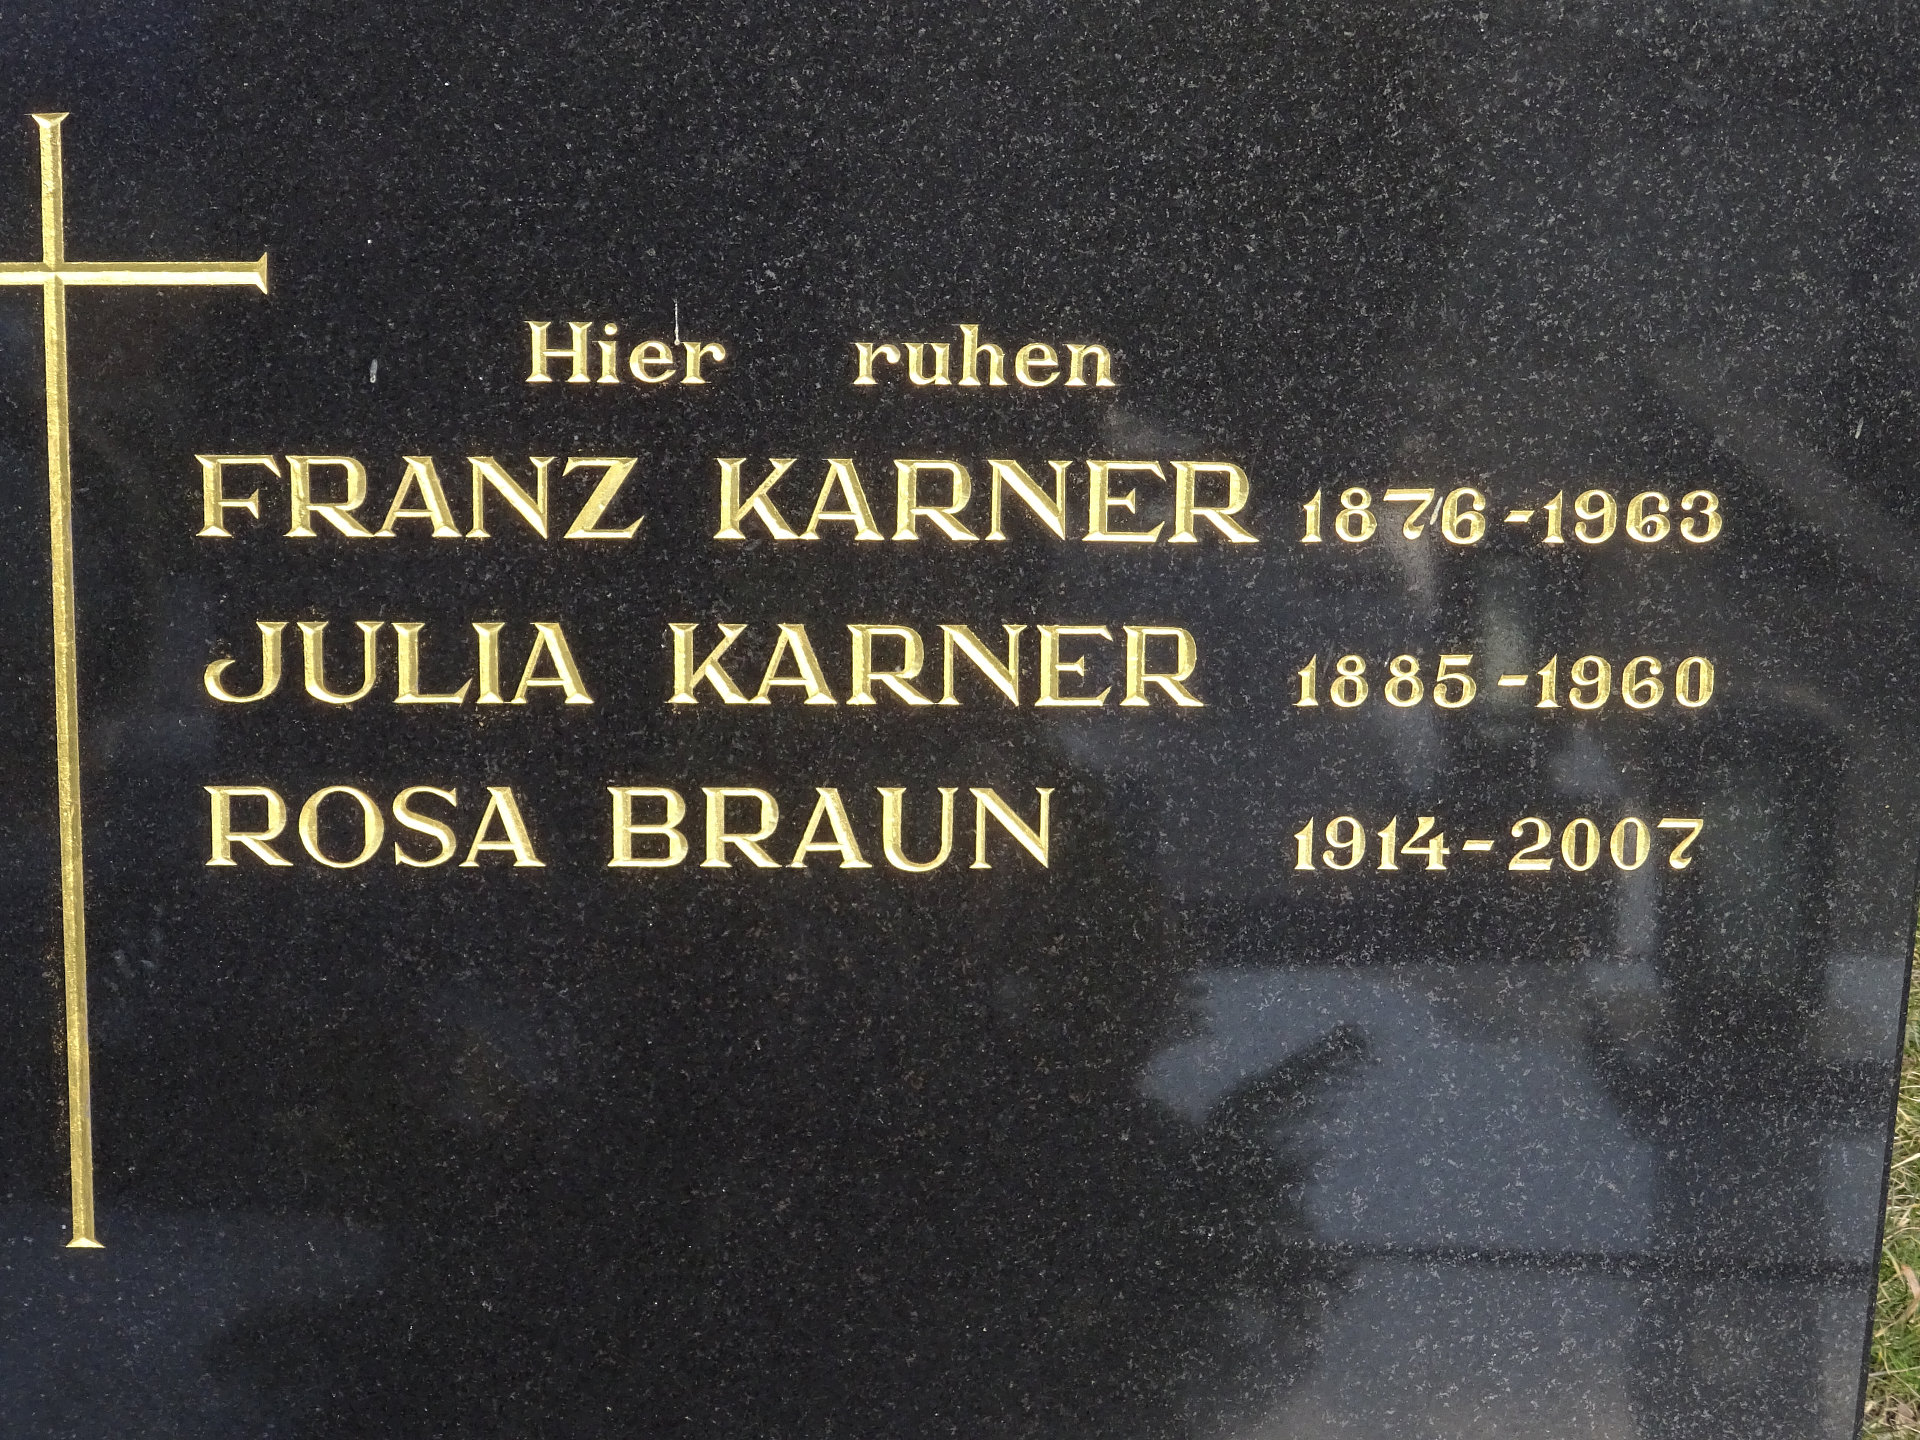 Hier ruhen
FRANZ KARNER 1876-1963
JULIA KARNER 1885-1960
ROSA BRAUN 1914-2007